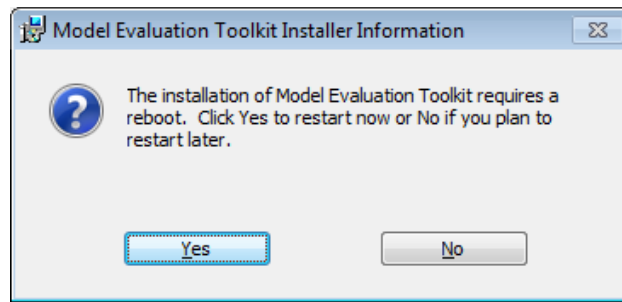 Model Evaluation Toolkit Installer Information
The installation of Model Evaluation Toolkit requires a
reboot.  Click Yes to restart now or No if you plan to
restart later.
Yes
No